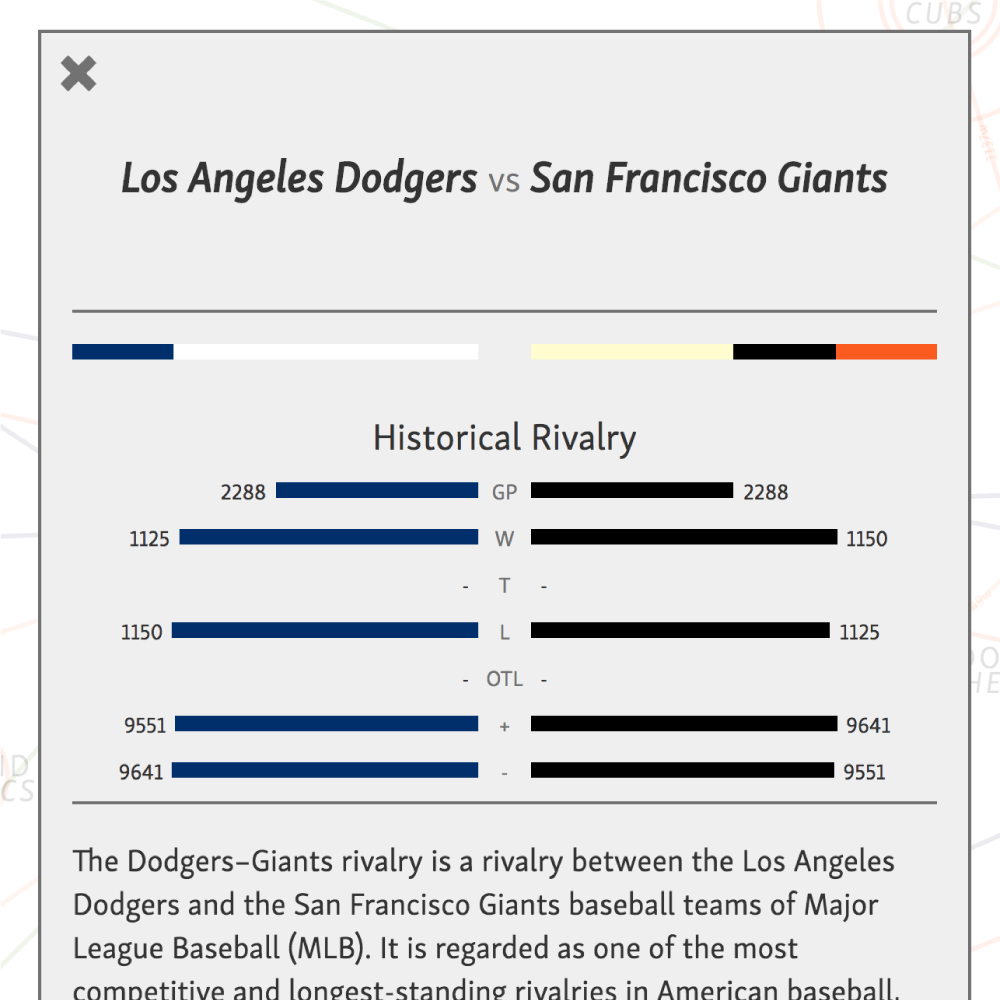 CUBS
Los Angeles Dodgers vs San Francisco Giants
Historical Rivalry
2288 GP 2288
1125 W 1150
- T -
1150 L 1125
- OTL -
9551 + 9641
9641 - 9551
The Dodgers–Giants rivalry is a rivalry between the Los Angeles
Dodgers and the San Francisco Giants baseball teams of Major
League Baseball (MLB). It is regarded as one of the most
competitive and longest-standing rivalries in American baseball.